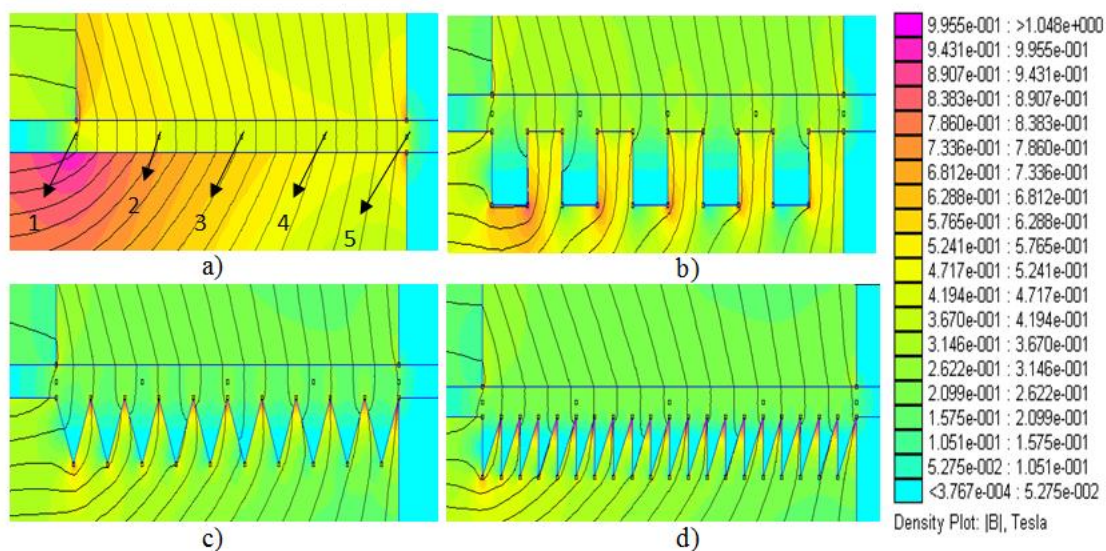 1
2
3
4
5
a)
b)
c)
d)
9.955e-001 : >1.048e+000
9.431e-001 : 9.955e-001
8.907e-001 : 9.431e-001
8.383e-001 : 8.907e-001
7.860e-001 : 8.383e-001
7.336e-001 : 7.860e-001
6.812e-001 : 7.336e-001
6.288e-001 : 6.812e-001
5.765e-001 : 6.288e-001
5.241e-001 : 5.765e-001
4.717e-001 : 5.241e-001
4.194e-001 : 4.717e-001
3.670e-001 : 4.194e-001
3.146e-001 : 3.670e-001
2.622e-001 : 3.146e-001
2.099e-001 : 2.622e-001
1.575e-001 : 2.099e-001
1.051e-001 : 1.575e-001
5.275e-002 : 1.051e-001
<3.767e-004 : 5.275e-002
Density Plot: |B|, Tesla